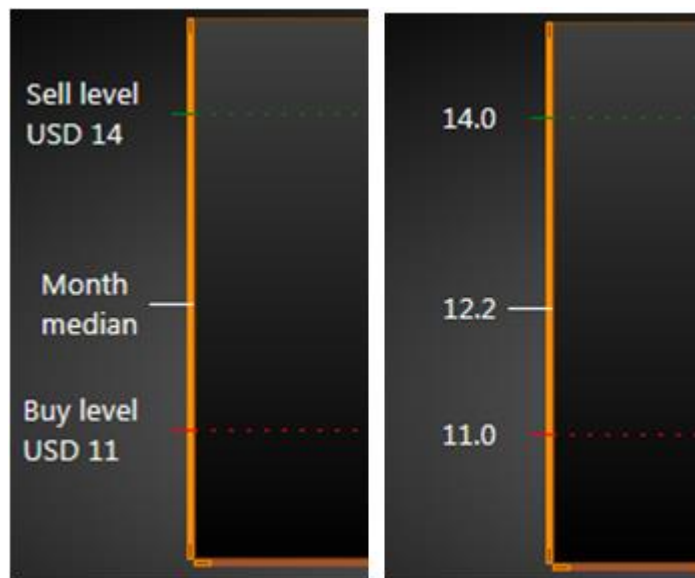 Sell level
USD 14
Month
median
Buy level
USD 11
14.0
12.2
11.0